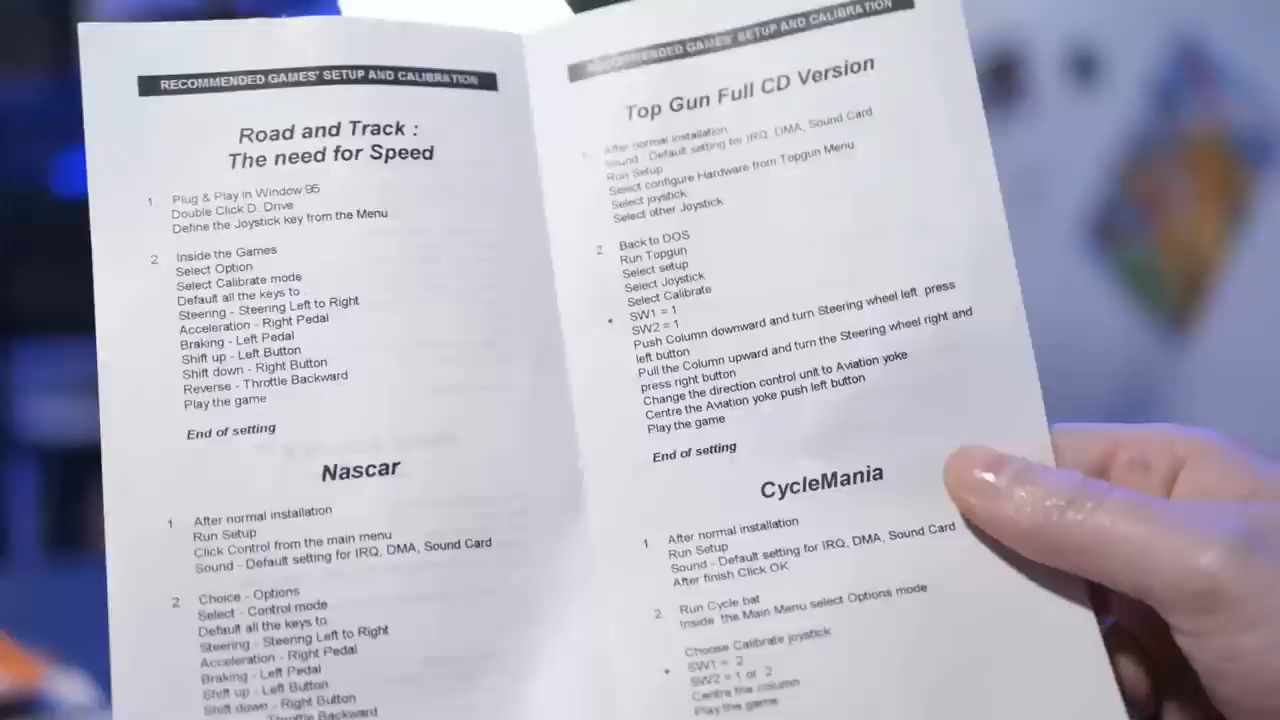 RECOMMENDED GAMES' SETUP AND CALIBRATION
Road and Track :
The need for Speed
1. Plug & Play in Window 95
Double Click D. Drive
Define the Joystick key from the Menu
2 Inside the Games
Select Option
Select Calibrate mode
Default all the keys to
Steering - Steering Left to Right
Acceleration - Right Pedal
Braking - Left Pedal
Shift up - Left Button
Shift down - Right Button
Reverse - Throttle Backward
Play the game
End of setting
Nascar
1 After normal installation
Run Setup
Click Control from the main menu
Sound - Default setting for IRQ, DMA, Sound Card
2 Choice - Options
Select - Control mode
Default all the keys to
Steering - Steering Left to Right
Acceleration - Right Pedal
Braking - Left Pedal
Shift up - Left Button
Shift down - Right Button
Throttle Backward
RECOMMENDED GAMES' SETUP AND CALIBRATION
Top Gun Full CD Version
1. After normal installation
Sound - Default setting for IRQ, DMA, Sound Card
Run Setup
Select configure Hardware from Topgun Menu
Select joystick
Select other Joystick
2 Back to DOS
Run Topgun
Select setup
Select Joystick
Select Calibrate
* SW1 = 1
SW2 = 1
Push Column downward and turn Steering wheel left, press
left button
Pull the Column upward and turn the Steering wheel right and
press right button
Change the direction control unit to Aviation yoke
Centre the Aviation yoke push left button
Play the game
End of setting
CycleMania
1 After normal installation
Run Setup
Sound - Default setting for IRQ, DMA, Sound Card
After finish Click OK
2. Run Cycle.bat
Inside the Main Menu select Options mode
Choose Calibrate joystick
* SW1 = 2
SW2 = 1 or 2
Centre the column
Play the game